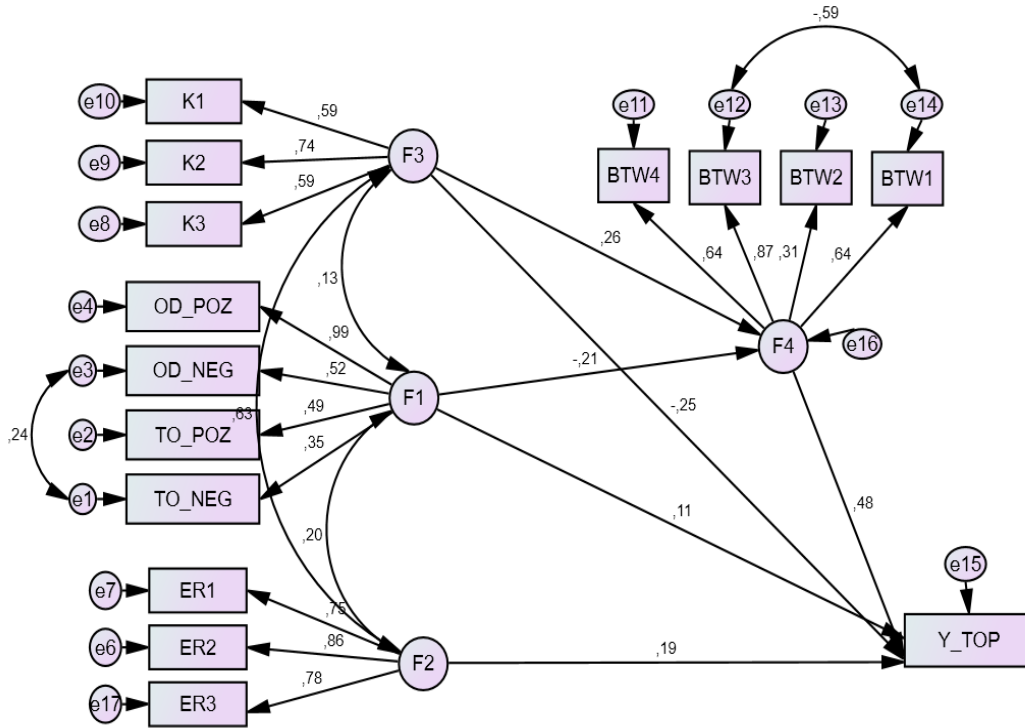 -,59
e10
K1
,59
e9
K2
,74
e8
K3
,59
F3
e11
e12
e13
e14
BTW4
BTW3
BTW2
BTW1
,26
,64
,87
,31
,64
,13
e4
OD_POZ
,99
e3
OD_NEG
,52
e2
TO_POZ
,49
e1
TO_NEG
,35
,24
,63
F1
-,21
-,25
F4
e16
,20
,11
,48
e7
ER1
,75
e6
ER2
,86
e17
ER3
,78
F2
,19
e15
Y_TOP